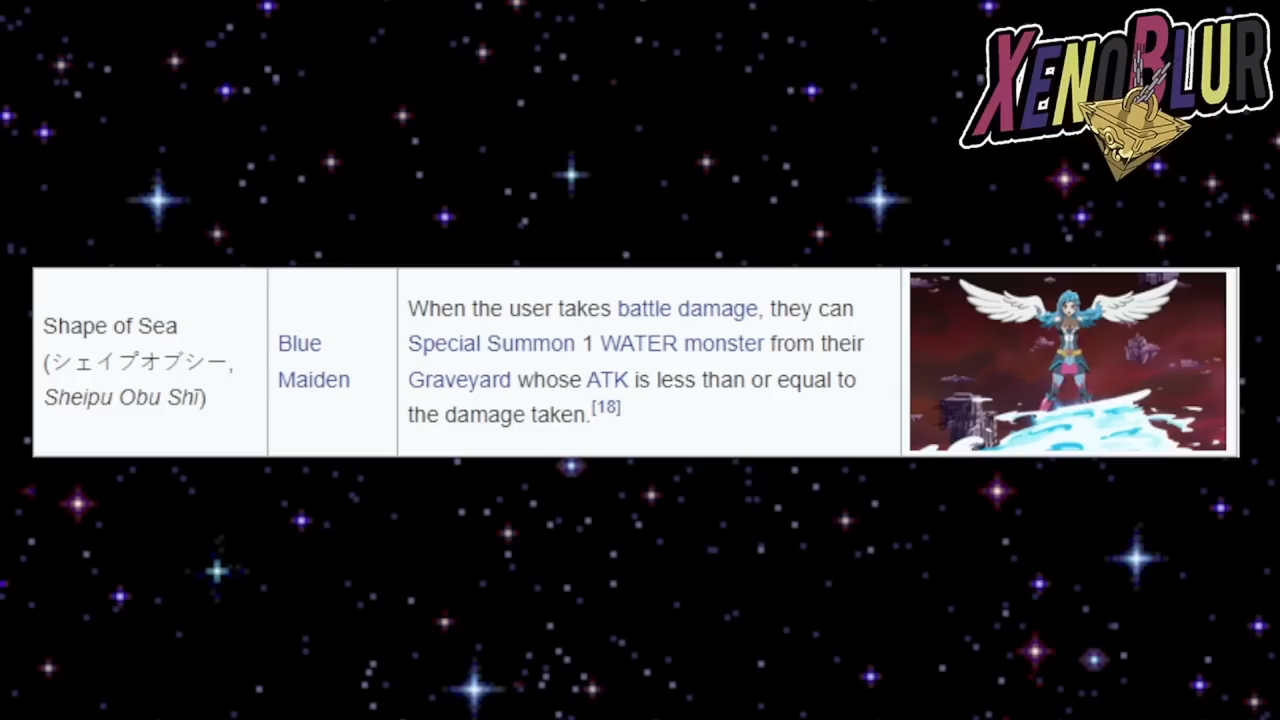 XENOBLUR
Shape of Sea
(シェイプオブシー,
Sheipu Obu Shī)
Blue
Maiden
When the user takes battle damage, they can
Special Summon 1 WATER monster from their
Graveyard whose ATK is less than or equal to
the damage taken.[18]